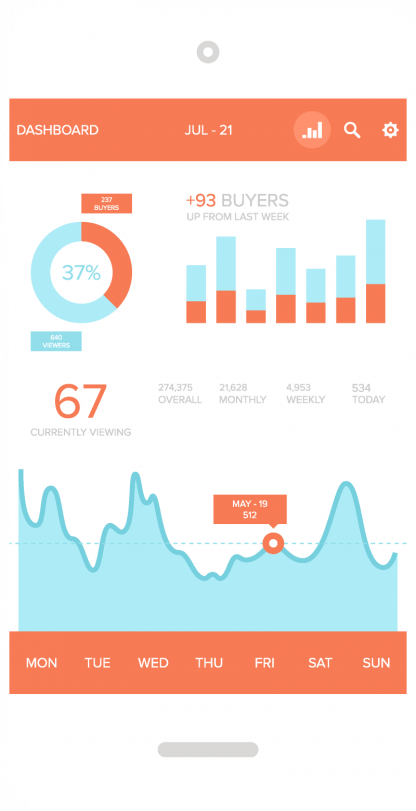 DASHBOARD
JUL - 21
237
BUYERS
37%
640
VIEWERS
+93 BUYERS
UP FROM LAST WEEK
67
CURRENTLY VIEWING
274,375
OVERALL
21,628
MONTHLY
4,953
WEEKLY
534
TODAY
MAY - 19
512
MON TUE WED THU FRI SAT SUN